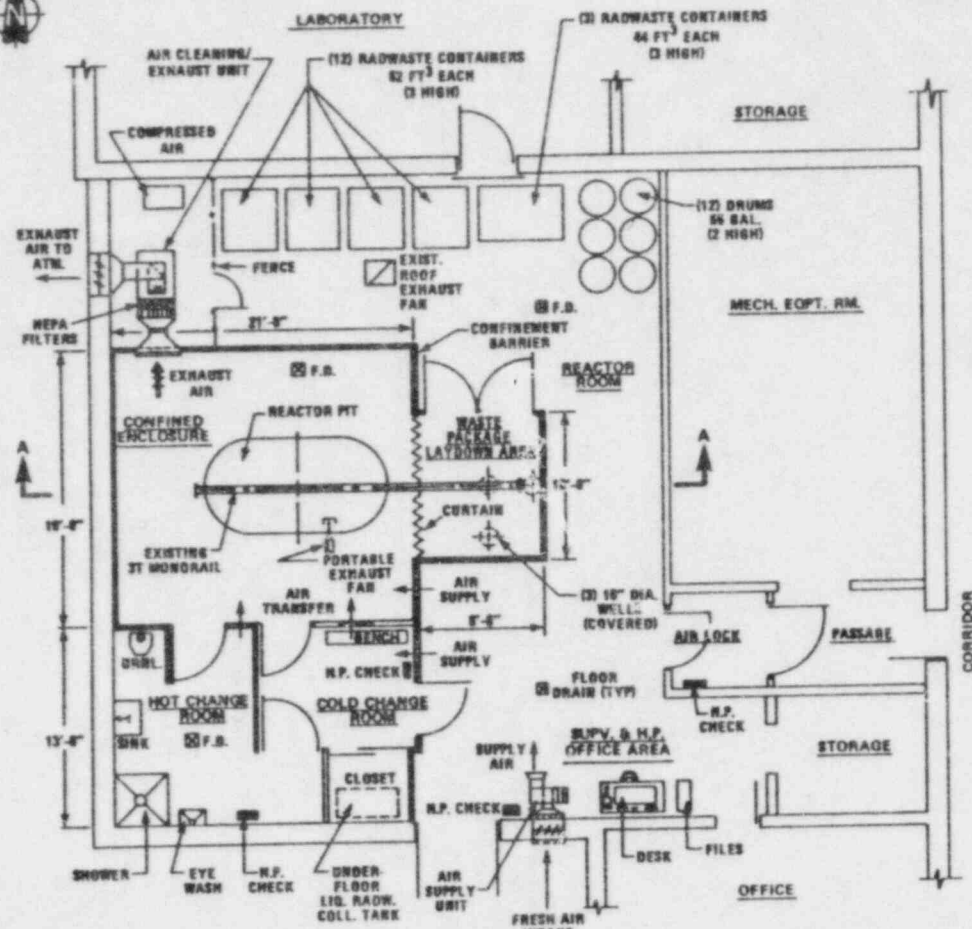 N
LABORATORY
(3) RADWASTE CONTAINERS
44 FT³ EACH
(3 HIGH)
AIR CLEANING/
EXHAUST UNIT
(12) RADWASTE CONTAINERS
52 FT³ EACH
(3 HIGH)
STORAGE
COMPRESSED
AIR
(12) DRUMS
55 GAL.
(2 HIGH)
EXHAUST
AIR TO
ATM.
FENCE
EXIST.
ROOF
EXHAUST
FAN
F.D.
MECH. EQPT. RM.
HEPA
FILTERS
21'-6"
CONFINEMENT
BARRIER
EXHAUST
AIR
F.D.
REACTOR
ROOM
REACTOR PIT
CONFINED
ENCLOSURE
WASTE
PACKAGE
LAYDOWN AREA
A
A
CURTAIN
EXISTING
3T MONORAIL
PORTABLE
EXHAUST
FAN
AIR
TRANSFER
AIR
SUPPLY
(3) 16" DIA.
WELL
(COVERED)
BENCH
AIR
SUPPLY
AIR LOCK
PASSAGE
CORRIDOR
URNL.
H.P. CHECK
HOT CHANGE
ROOM
COLD CHANGE
ROOM
FLOOR
DRAIN (TYP)
H.P.
CHECK
SINK
F.D.
SUPV. & H.P.
OFFICE AREA
STORAGE
SUPPLY
AIR
CLOSET
H.P. CHECK
SHOWER
EYE
WASH
H.P.
CHECK
UNDER-
FLOOR
LIQ. RADW.
COLL. TANK
AIR
SUPPLY
UNIT
DESK
FILES
OFFICE
FRESH AIR